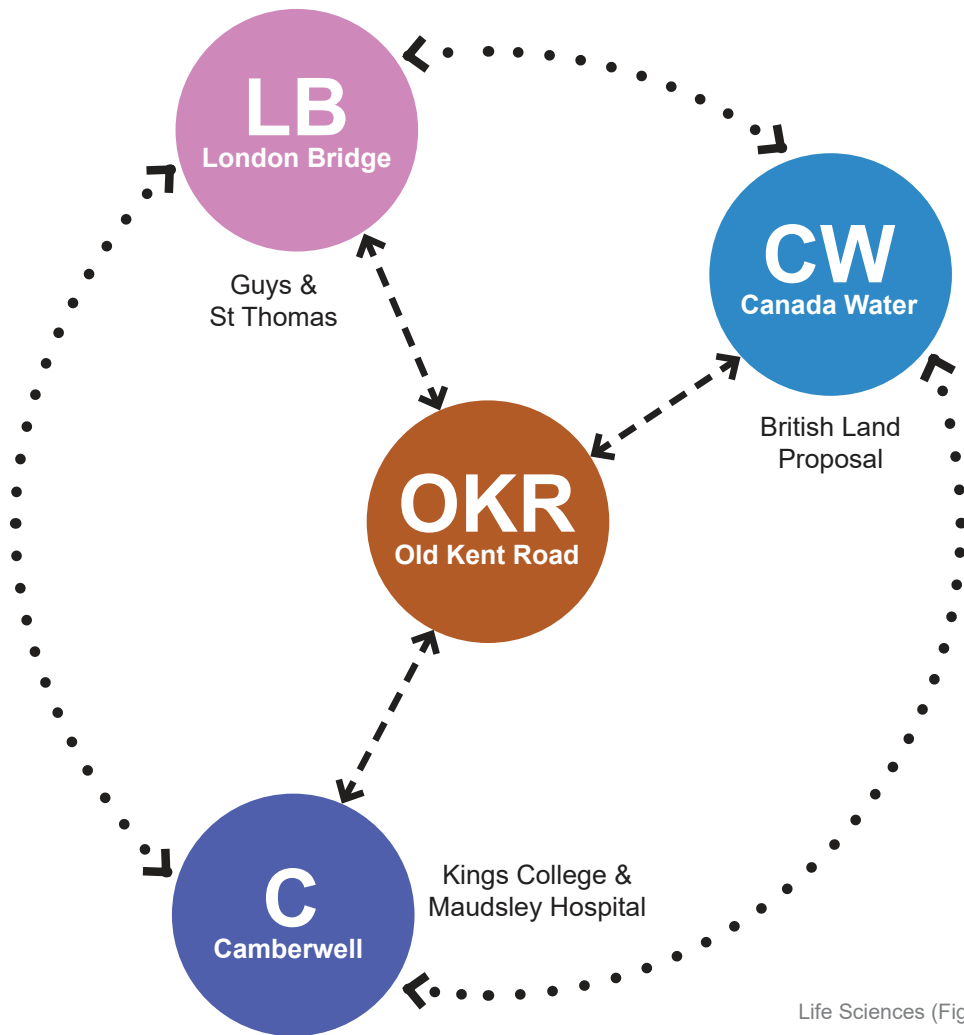 LB
London Bridge
Guys &
St Thomas
CW
Canada Water
British Land
Proposal
OKR
Old Kent Road
C
Camberwell
Kings College &
Maudsley Hospital
Life Sciences (Fig